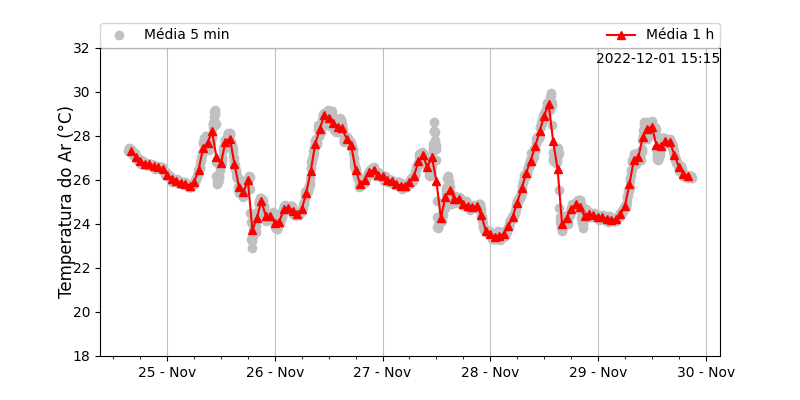 Média 5 min
Média 1 h
2022-12-01 15:15
Temperatura do Ar (°C)
32
30
28
26
24
22
20
18
25 - Nov
26 - Nov
27 - Nov
28 - Nov
29 - Nov
30 - Nov